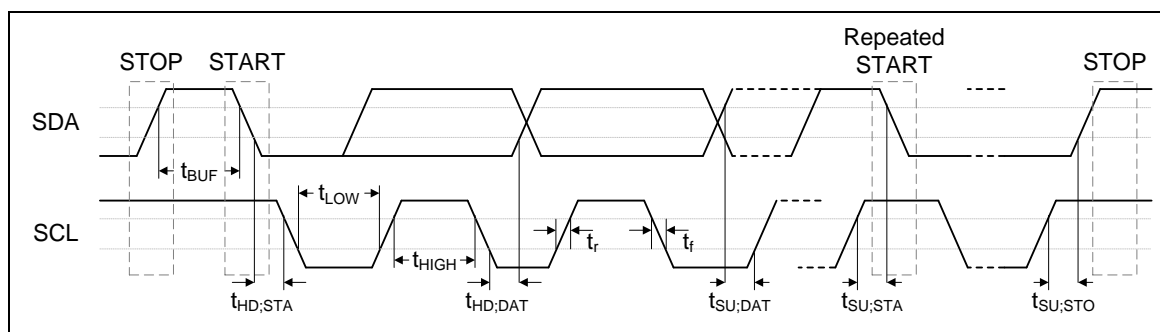 STOP
START
Repeated
START
STOP
SDA
tBUF
tLOW
SCL
tHIGH
tr
tf
tHD;STA
tHD;DAT
tSU;DAT
tSU;STA
tSU;STO